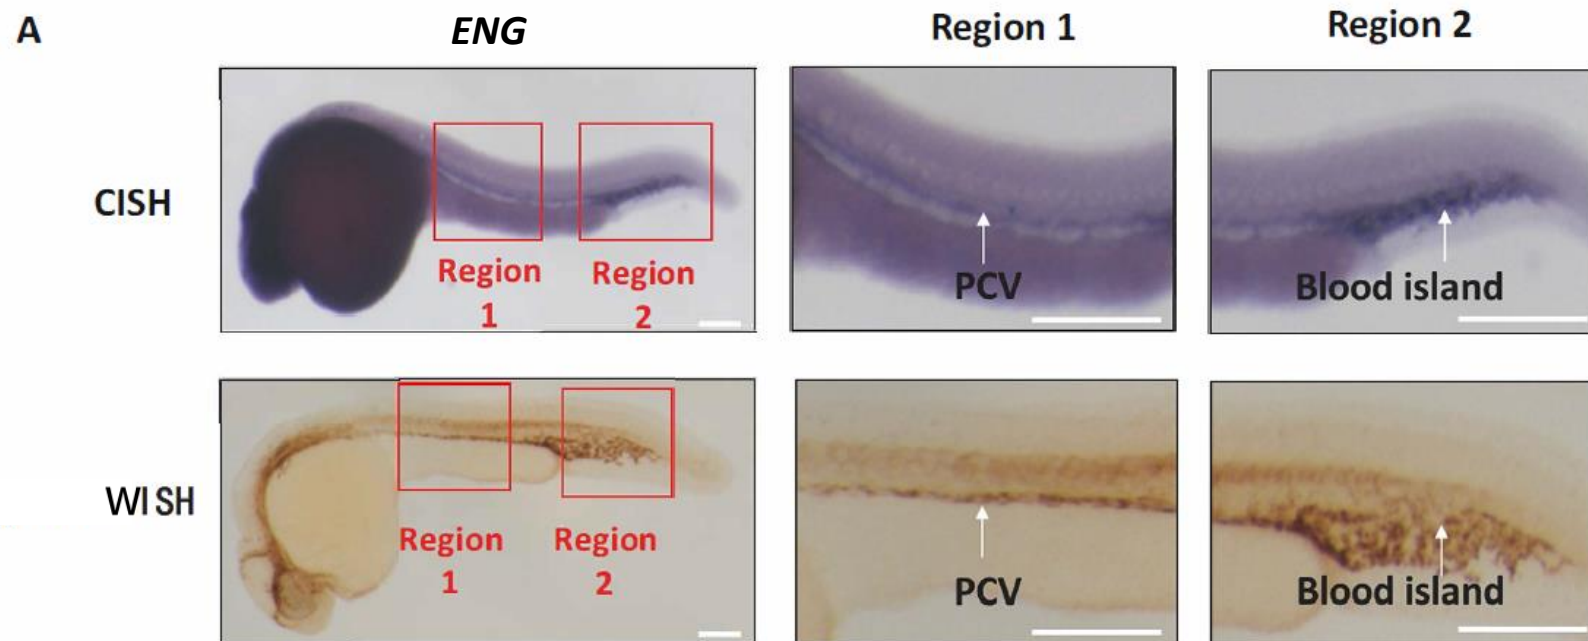 A
ENG
Region 1
Region 2
CISH
Region
1
Region
2
PCV
Blood island
WISH
Region
1
Region
2
PCV
Blood island